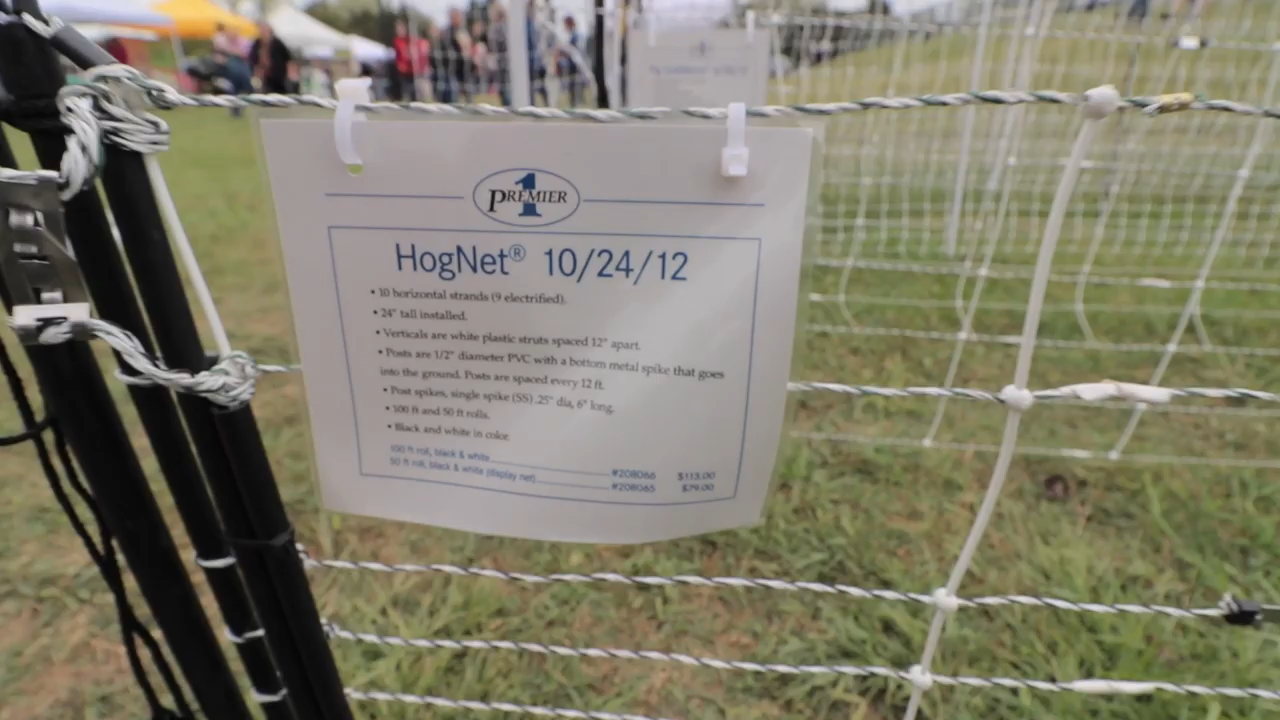 PREMIER
1
HogNet® 10/24/12
• 10 horizontal strands (9 electrified).
• 24" tall installed.
• Verticals are white plastic struts spaced 12" apart.
• Posts are 1/2" diameter PVC with a bottom metal spike that goes
into the ground. Posts are spaced every 12 ft.
• Post spikes, single spike (SS) .25" dia, 6" long.
• 100 ft and 50 ft rolls.
• Black and white in color.
100 ft roll, black & white #208066 $113.00
50 ft roll, black & white (display net) #208065 $79.00